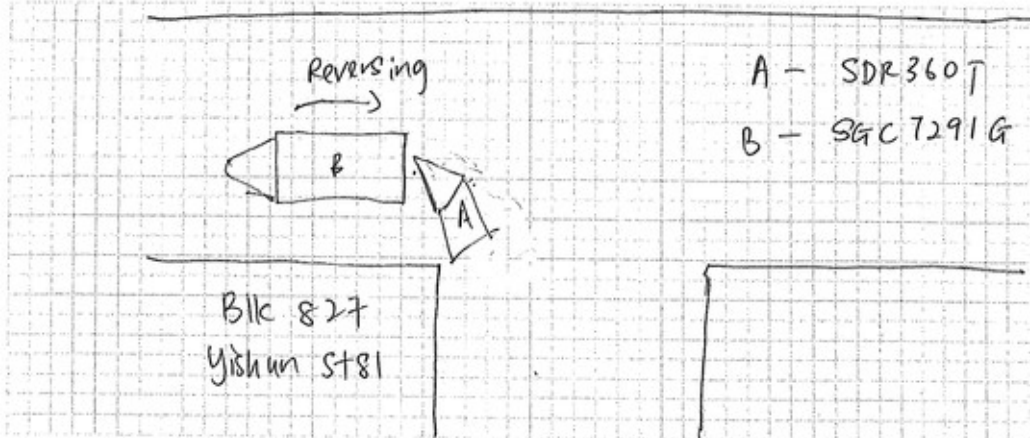 Reversing
A - SDR360T
B - SGC7291G
B
A
Blk 827
Yishun St81